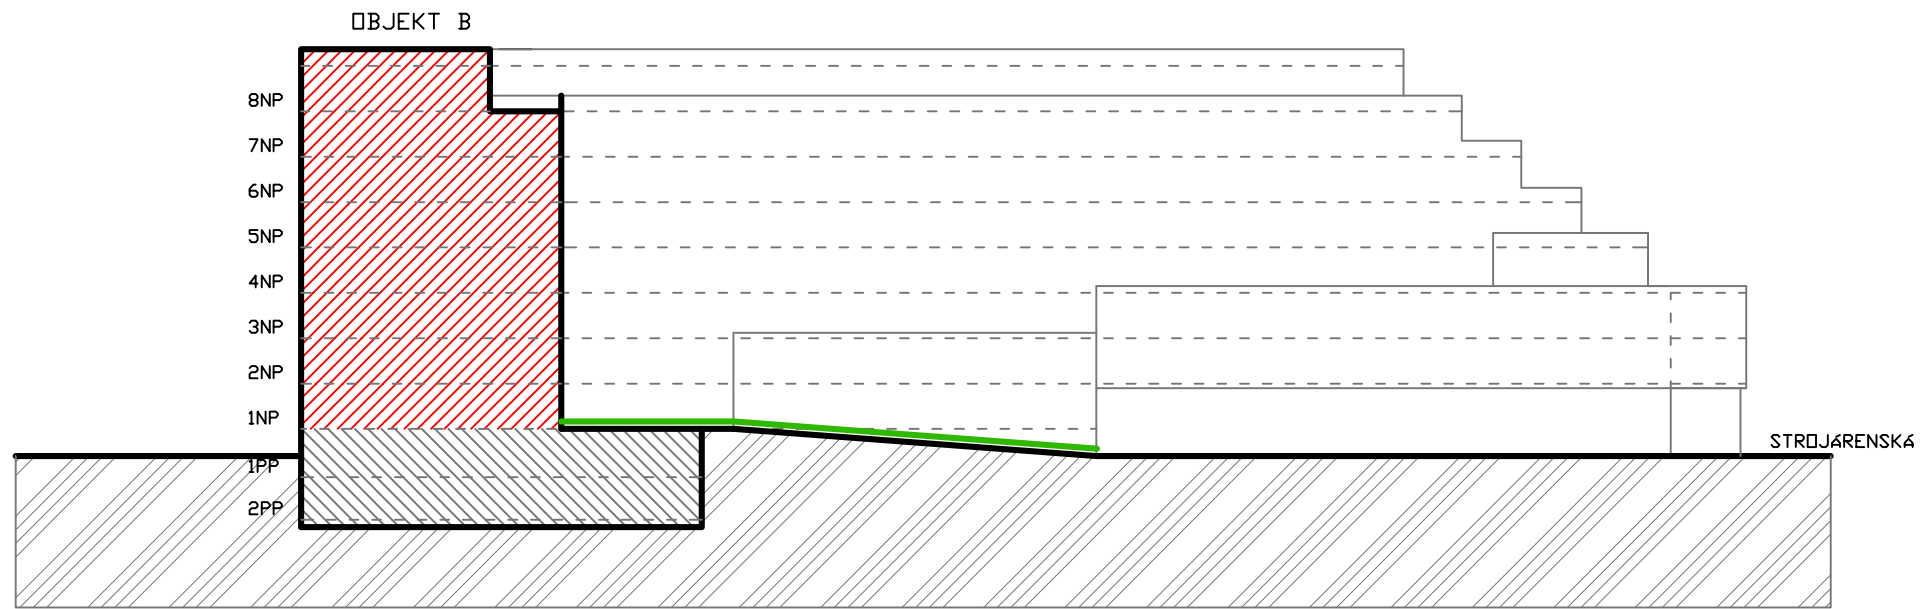 OBJEKT B
8NP
7NP
6NP
5NP
4NP
3NP
2NP
1NP
STROJÁRENSKÁ
1PP
2PP